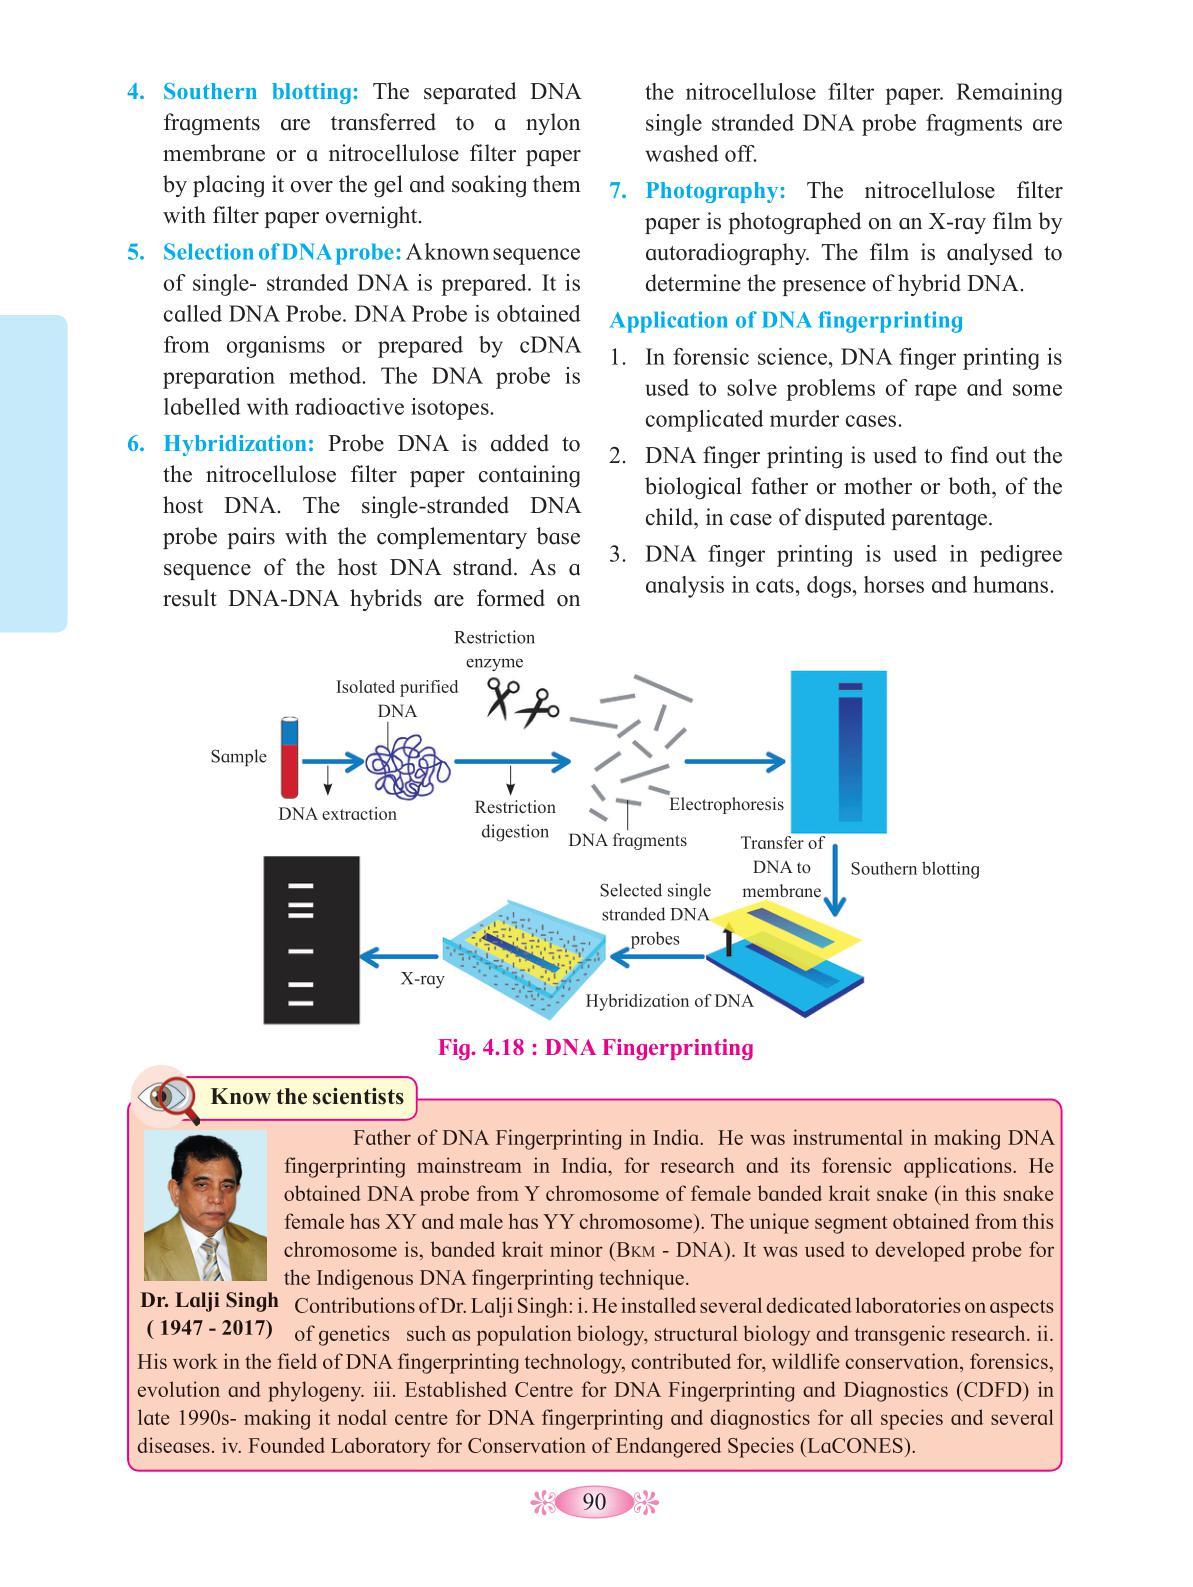 4. Southern blotting: The separated DNA
fragments are transferred to a nylon
membrane or a nitrocellulose filter paper
by placing it over the gel and soaking them
with filter paper overnight.
5. Selection of DNA probe: A known sequence
of single- stranded DNA is prepared. It is
called DNA Probe. DNA Probe is obtained
from organisms or prepared by cDNA
preparation method. The DNA probe is
labelled with radioactive isotopes.
6. Hybridization: Probe DNA is added to
the nitrocellulose filter paper containing
host DNA. The single-stranded DNA
probe pairs with the complementary base
sequence of the host DNA strand. As a
result DNA-DNA hybrids are formed on
the nitrocellulose filter paper. Remaining
single stranded DNA probe fragments are
washed off.
7. Photography: The nitrocellulose filter
paper is photographed on an X-ray film by
autoradiography. The film is analysed to
determine the presence of hybrid DNA.
Application of DNA fingerprinting
1. In forensic science, DNA finger printing is
used to solve problems of rape and some
complicated murder cases.
2. DNA finger printing is used to find out the
biological father or mother or both, of the
child, in case of disputed parentage.
3. DNA finger printing is used in pedigree
analysis in cats, dogs, horses and humans.
Restriction
enzyme
Isolated purified
DNA
Sample
DNA extraction
Restriction
digestion
DNA fragments
Electrophoresis
Transfer of
DNA to
membrane
Southern blotting
Selected single
stranded DNA
probes
X-ray
Hybridization of DNA
Fig. 4.18 : DNA Fingerprinting
Know the scientists
Father of DNA Fingerprinting in India. He was instrumental in making DNA
fingerprinting mainstream in India, for research and its forensic applications. He
obtained DNA probe from Y chromosome of female banded krait snake (in this snake
female has XY and male has YY chromosome). The unique segment obtained from this
chromosome is, banded krait minor (BKM - DNA). It was used to developed probe for
the Indigenous DNA fingerprinting technique.
Dr. Lalji Singh
( 1947 - 2017)
Contributions of Dr. Lalji Singh: i. He installed several dedicated laboratories on aspects
of genetics such as population biology, structural biology and transgenic research. ii.
His work in the field of DNA fingerprinting technology, contributed for, wildlife conservation, forensics,
evolution and phylogeny. iii. Established Centre for DNA Fingerprinting and Diagnostics (CDFD) in
late 1990s- making it nodal centre for DNA fingerprinting and diagnostics for all species and several
diseases. iv. Founded Laboratory for Conservation of Endangered Species (LaCONES).
90